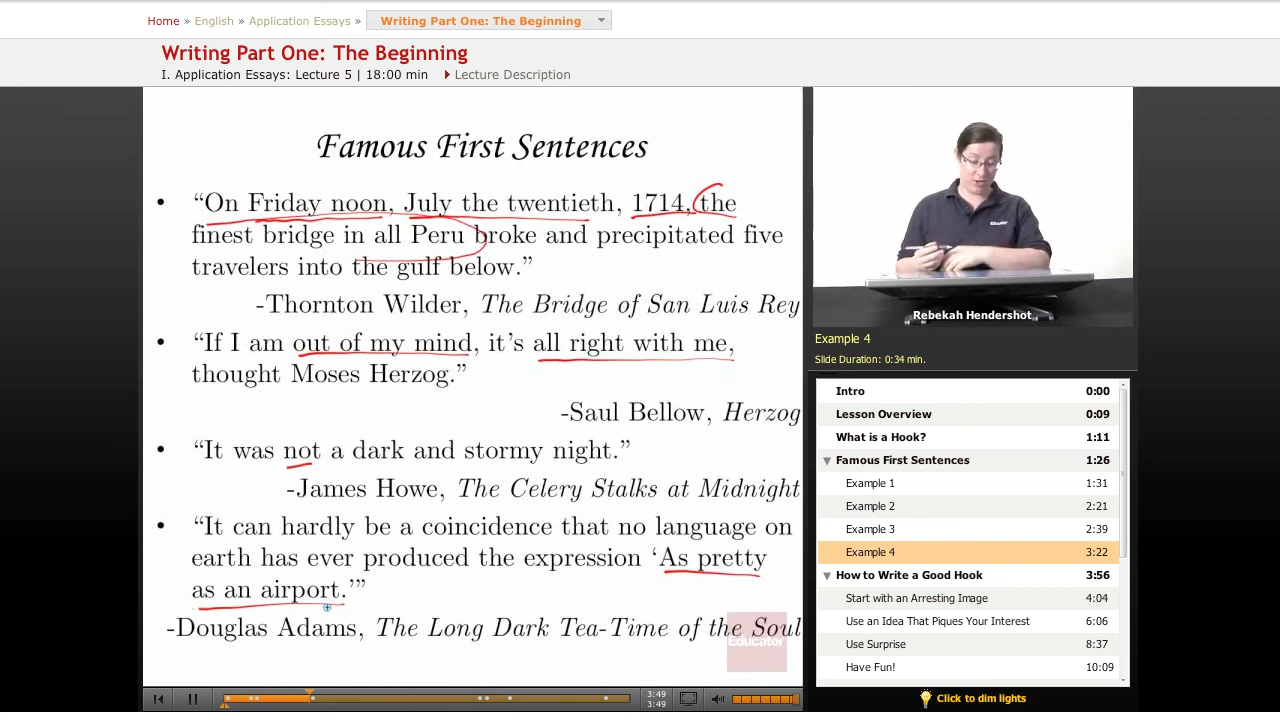 Home » English » Application Essays » Writing Part One: The Beginning
Writing Part One: The Beginning
I. Application Essays: Lecture 5 | 18:00 min Lecture Description
Famous First Sentences
• “On Friday noon, July the twentieth, 1714, the
finest bridge in all Peru broke and precipitated five
travelers into the gulf below.”
-Thornton Wilder, The Bridge of San Luis Rey
• “If I am out of my mind, it’s all right with me,
thought Moses Herzog.”
-Saul Bellow, Herzog
• “It was not a dark and stormy night.”
-James Howe, The Celery Stalks at Midnight
• “It can hardly be a coincidence that no language on
earth has ever produced the expression ‘As pretty
as an airport.’”
-Douglas Adams, The Long Dark Tea-Time of the Soul
Educator
3:49
3:49
Rebekah Hendershot
Example 4
Slide Duration: 0:34 min.
Intro 0:00
Lesson Overview 0:09
What is a Hook? 1:11
Famous First Sentences 1:26
Example 1 1:31
Example 2 2:21
Example 3 2:39
Example 4 3:22
How to Write a Good Hook 3:56
Start with an Arresting Image 4:04
Use an Idea That Piques Your Interest 6:06
Use Surprise 8:37
Have Fun! 10:09
Click to dim lights